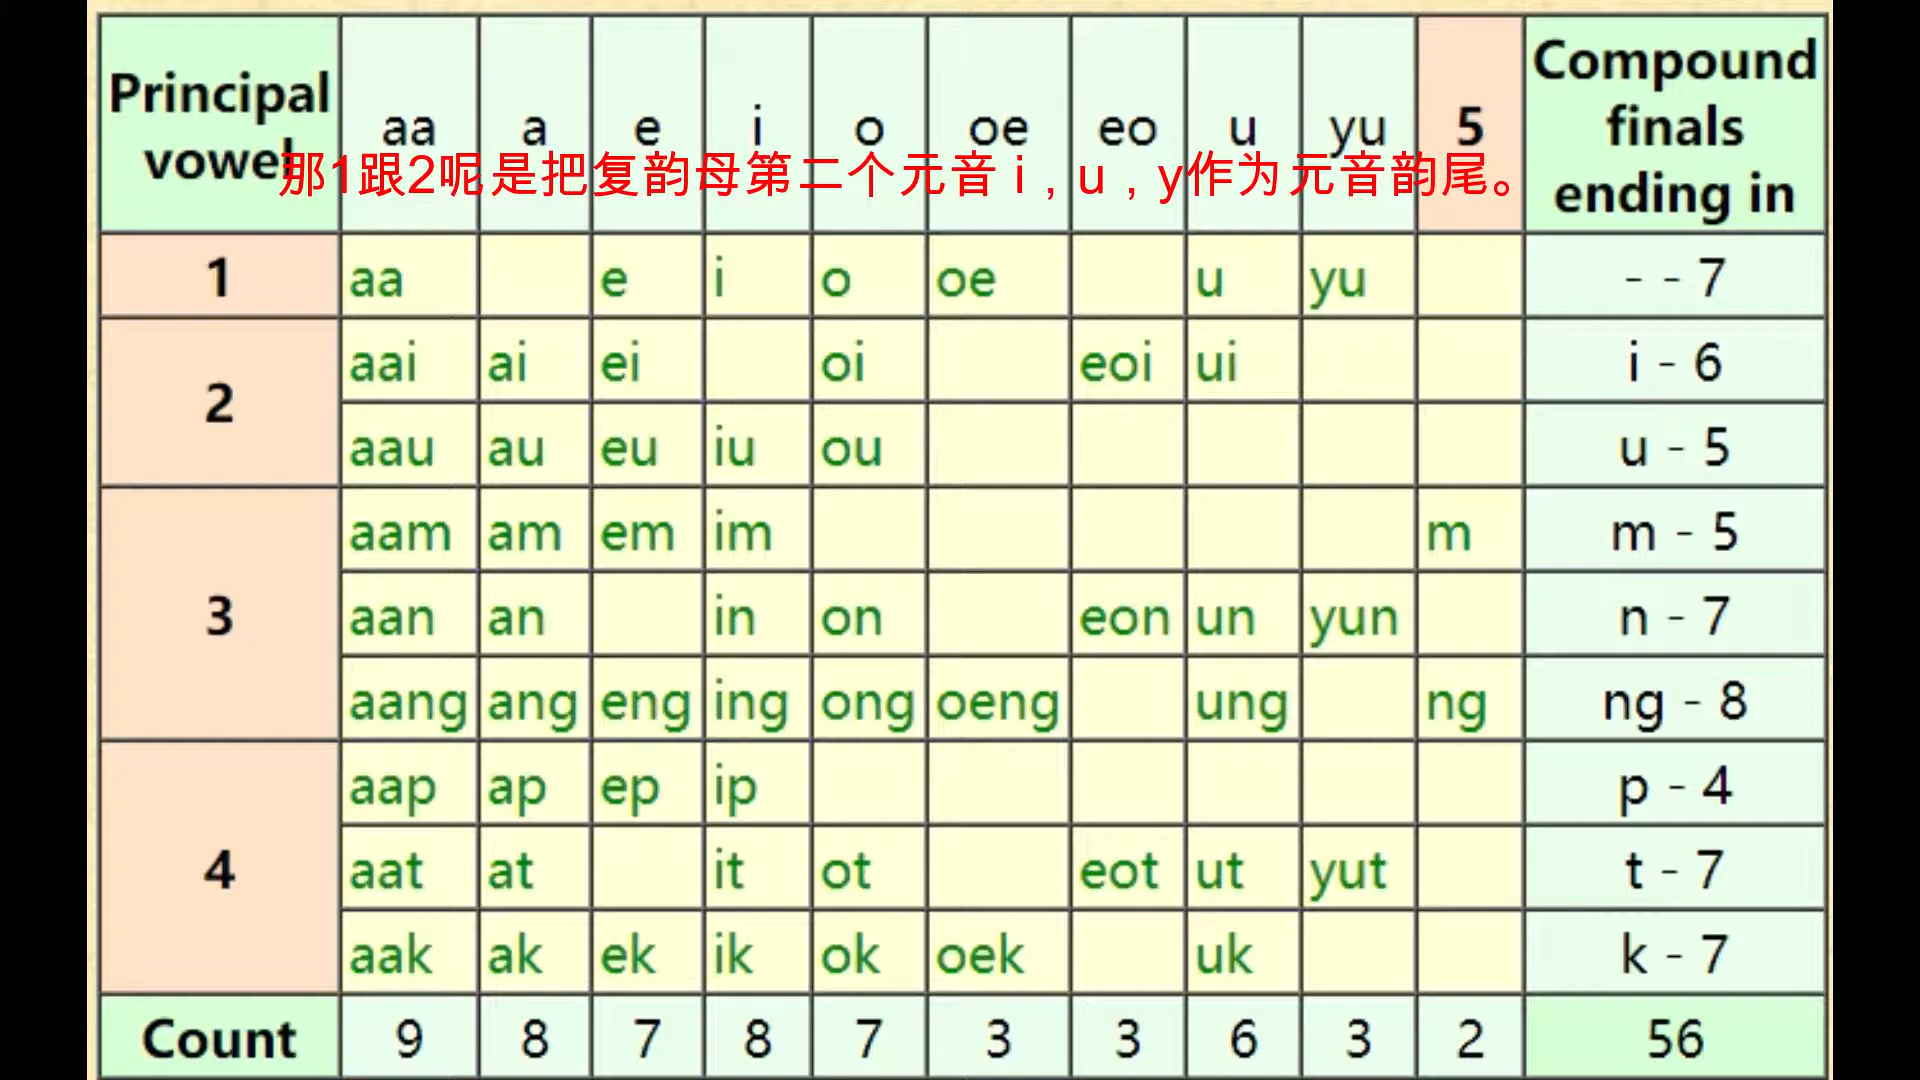 Principal vowel aa a e i o oe eo u yu 5 Compound finals ending in
那1跟2呢是把复韵母第二个元音 i , u , y作为元音韵尾。
1 aa e i o oe u yu - - 7
2 aai ai ei oi eoi ui i - 6
aau au eu iu ou u - 5
3 aam am em im m m - 5
aan an in on eon un yun n - 7
aang ang eng ing ong oeng ung ng ng - 8
4 aap ap ep ip p - 4
aat at it ot eot ut yut t - 7
aak ak ek ik ok oek uk k - 7
Count 9 8 7 8 7 3 3 6 3 2 56